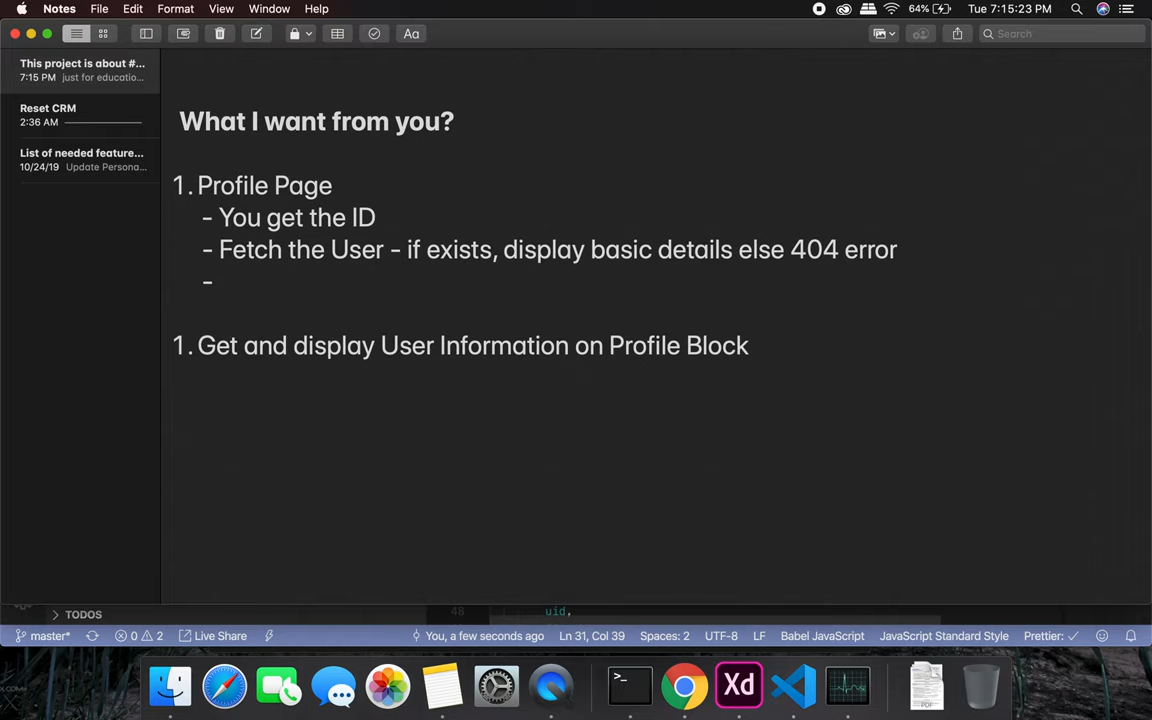 Notes File Edit Format View Window Help
64% Tue 7:15:23 PM
Aa
Search
This project is about #...
7:15 PM just for educatio...
Reset CRM
2:36 AM
List of needed feature...
10/24/19 Update Persona...
What I want from you?
1. Profile Page
- You get the ID
- Fetch the User - if exists, display basic details else 404 error
-
1. Get and display User Information on Profile Block
TODOS
48 uid,
master* 0 2 Live Share You, a few seconds ago Ln 31, Col 39 Spaces: 2 UTF-8 LF Babel JavaScript JavaScript Standard Style Prettier: ✓
>_
Xd
PDF